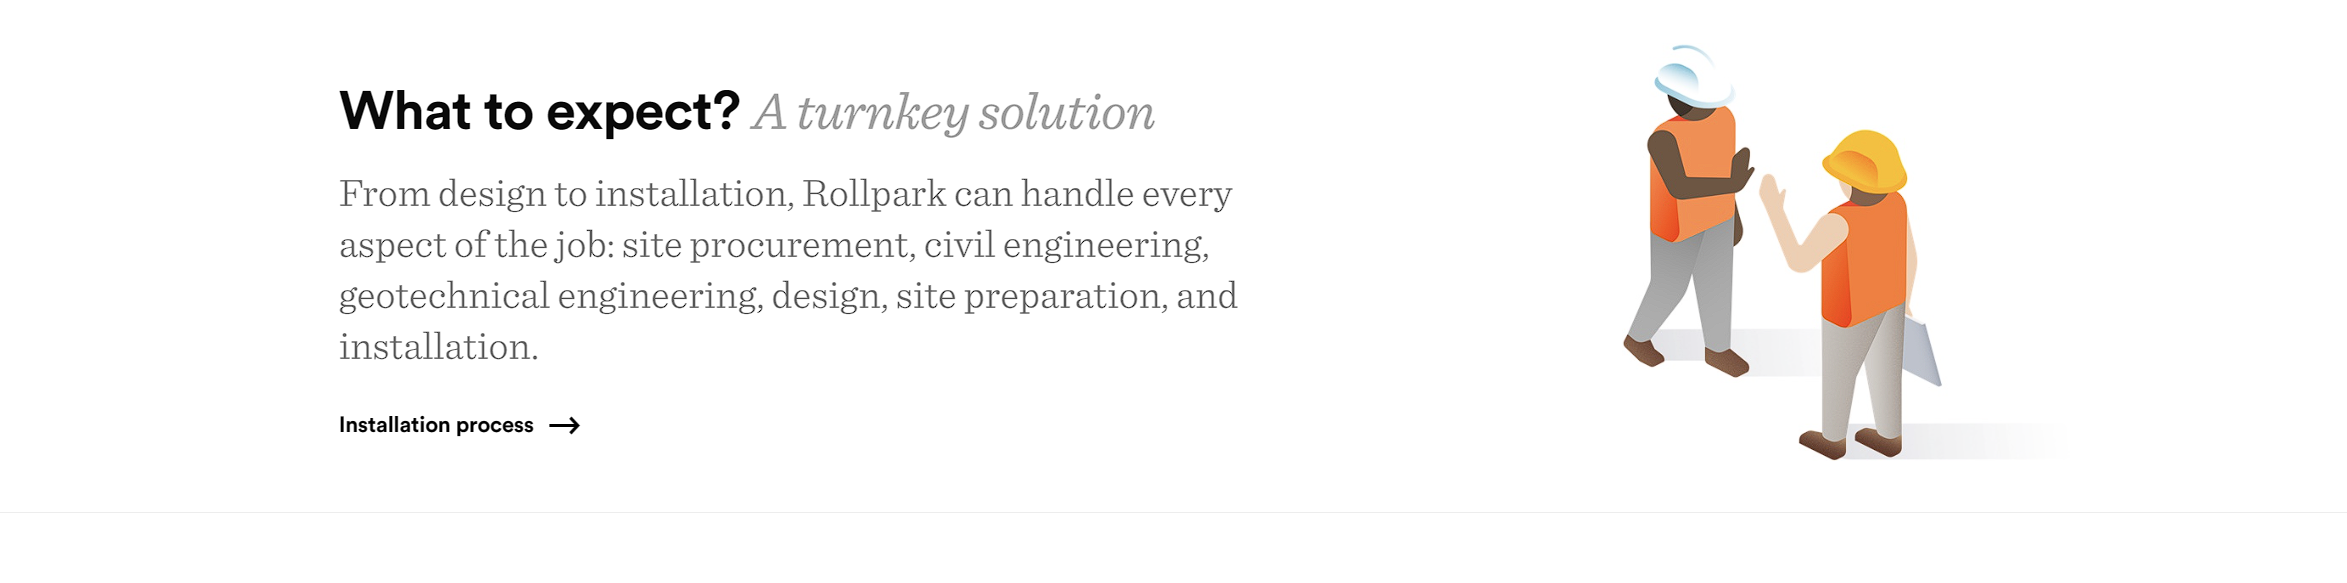 What to expect? A turnkey solution
From design to installation, Rollpark can handle every
aspect of the job: site procurement, civil engineering,
geotechnical engineering, design, site preparation, and
installation.
Installation process